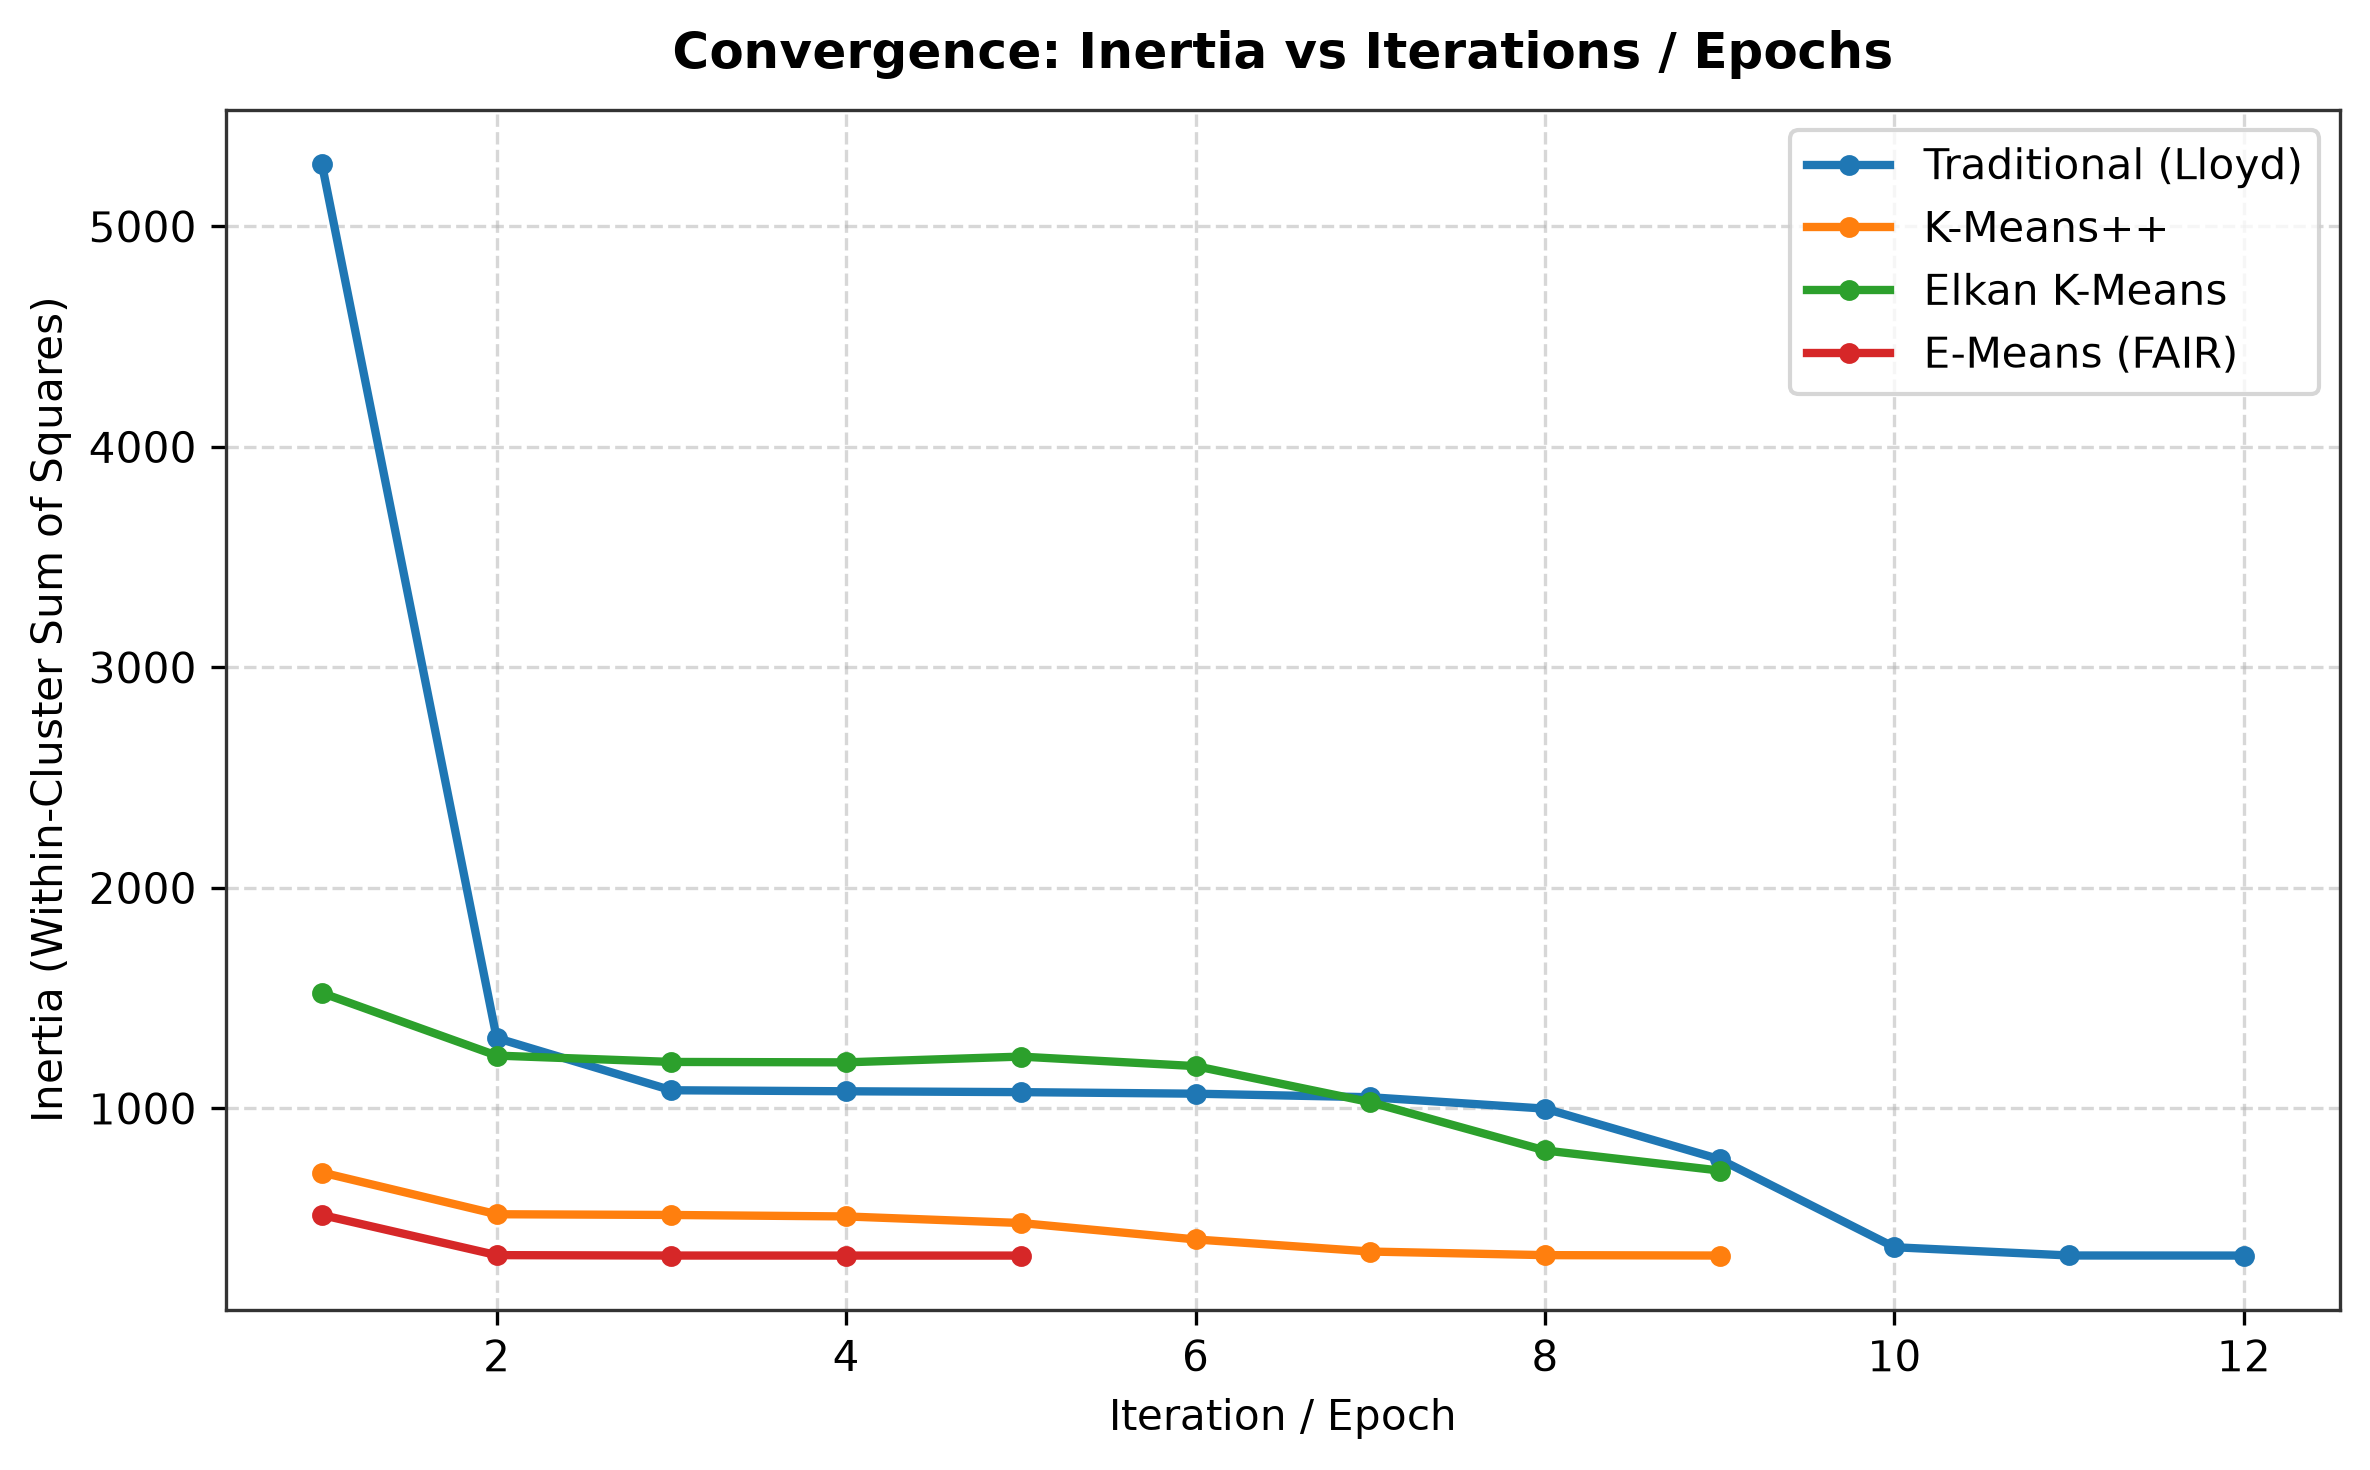 Convergence: Inertia vs Iterations / Epochs
Traditional (Lloyd)
K-Means++
Elkan K-Means
E-Means (FAIR)
Inertia (Within-Cluster Sum of Squares)
5000
4000
3000
2000
1000
2 4 6 8 10 12
Iteration / Epoch